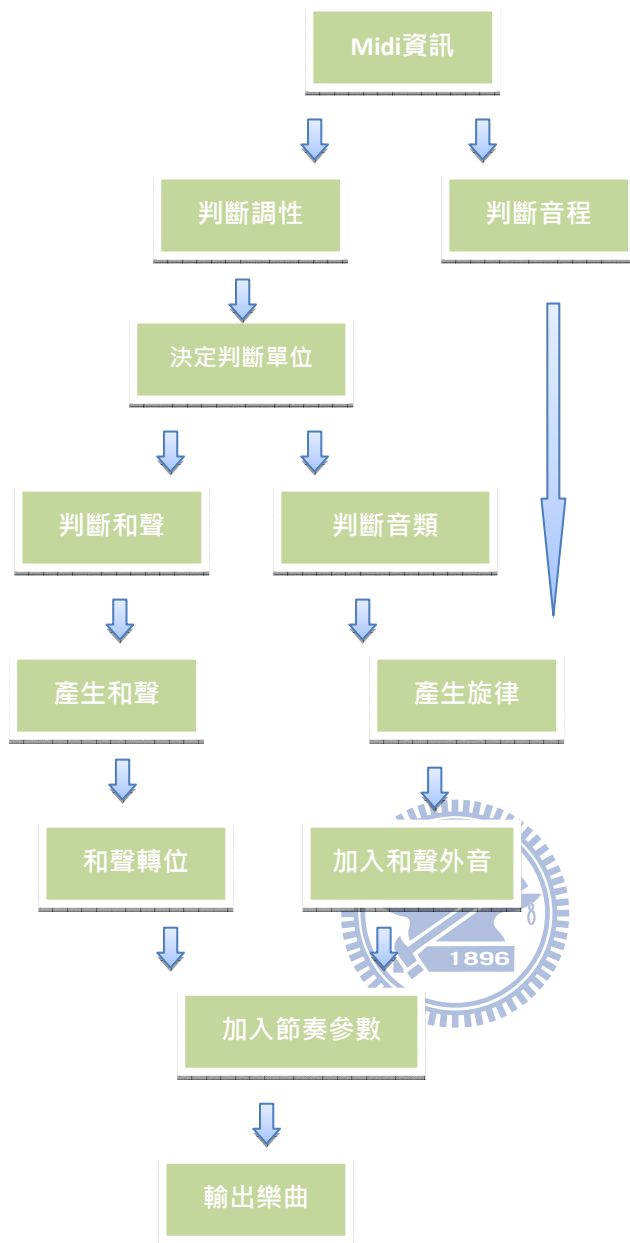 Midi資訊
判斷調性
判斷音程
決定判斷單位
判斷和聲
判斷音類
產生和聲
產生旋律
和聲轉位
加入和聲外音
1896
加入節奏參數
輸出樂曲